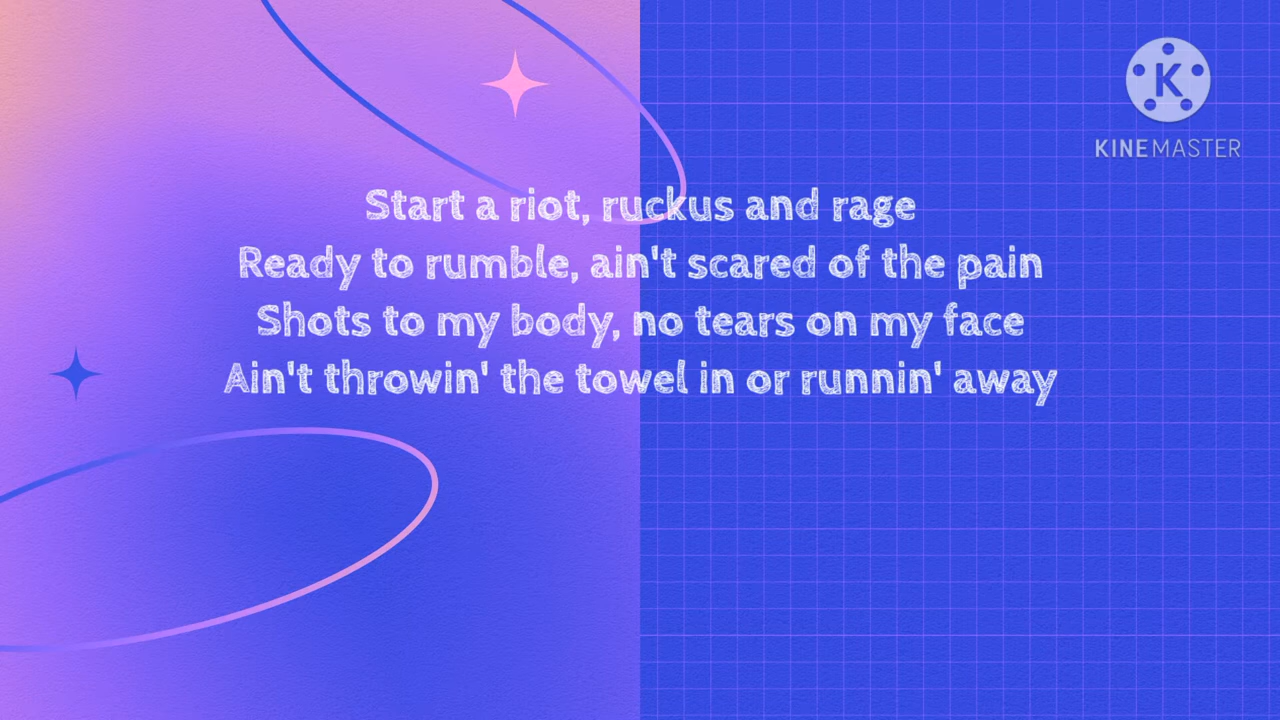 K
KINEMASTER
Start a riot, ruckus and rage
Ready to rumble, ain't scared of the pain
Shots to my body, no tears on my face
Ain't throwin' the towel in or runnin' away